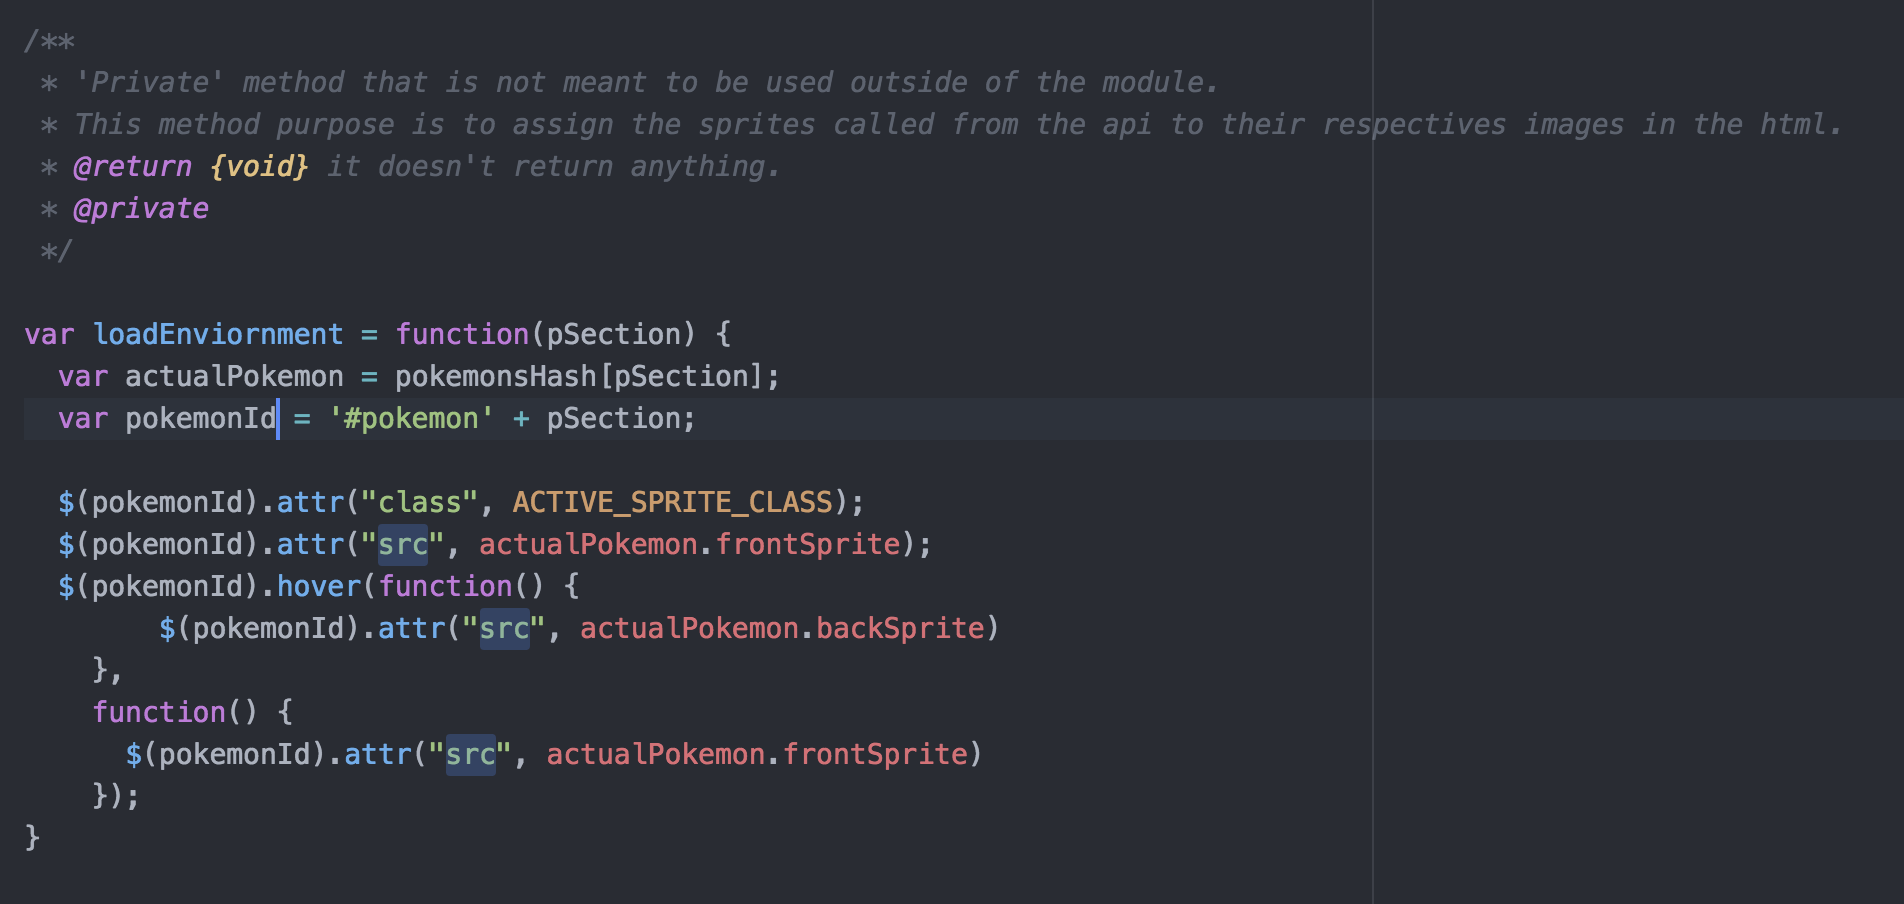 /**
 * 'Private' method that is not meant to be used outside of the module.
 * This method purpose is to assign the sprites called from the api to their respectives images in the html.
 * @return {void} it doesn't return anything.
 * @private
 */
var loadEnviornment = function(pSection) {
  var actualPokemon = pokemonsHash[pSection];
  var pokemonId = '#pokemon' + pSection;
  $(pokemonId).attr("class", ACTIVE_SPRITE_CLASS);
  $(pokemonId).attr("src", actualPokemon.frontSprite);
  $(pokemonId).hover(function() {
        $(pokemonId).attr("src", actualPokemon.backSprite)
    },
    function() {
      $(pokemonId).attr("src", actualPokemon.frontSprite)
    });
}